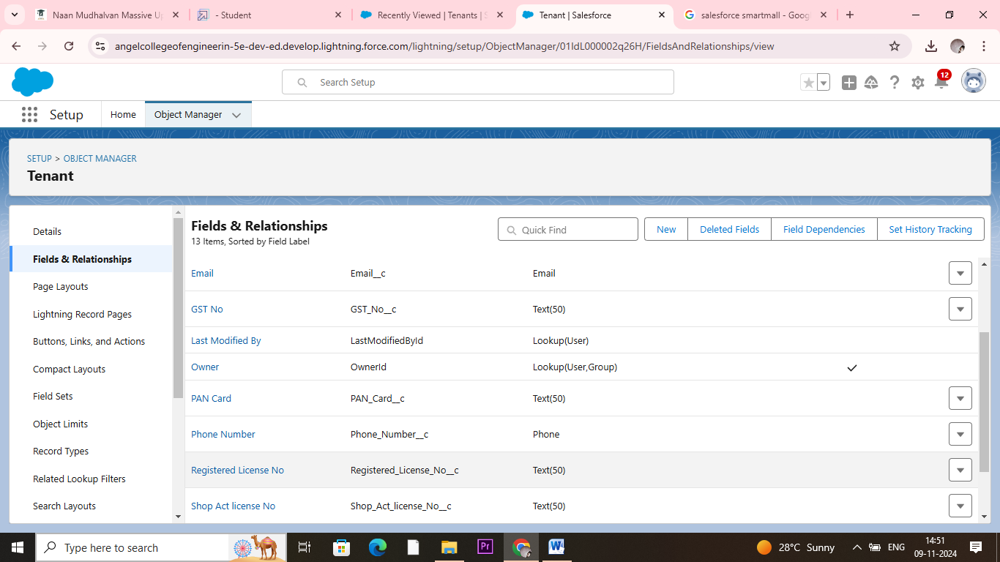 Naan Mudhalvan Massive U
- Student
Recently Viewed | Tenants | S
Tenant | Salesforce
salesforce smartmall - Goog
angelcollegeofengineerin-5e-dev-ed.develop.lightning.force.com/lightning/setup/ObjectManager/01IdL000002q26H/FieldsAndRelationships/view
Search Setup
12
Setup
Home
Object Manager
SETUP > OBJECT MANAGER
Tenant
Details
Fields & Relationships
Page Layouts
Lightning Record Pages
Buttons, Links, and Actions
Compact Layouts
Field Sets
Object Limits
Record Types
Related Lookup Filters
Search Layouts
Fields & Relationships
13 Items, Sorted by Field Label
Quick Find
New
Deleted Fields
Field Dependencies
Set History Tracking
Email Email__c Email
GST No GST_No__c Text(50)
Last Modified By LastModifiedById Lookup(User)
Owner OwnerId Lookup(User,Group)
PAN Card PAN_Card__c Text(50)
Phone Number Phone_Number__c Phone
Registered License No Registered_License_No__c Text(50)
Shop Act license No Shop_Act_license_No__c Text(50)
Type here to search
Pr
W
28°C Sunny
ENG
14:51
09-11-2024